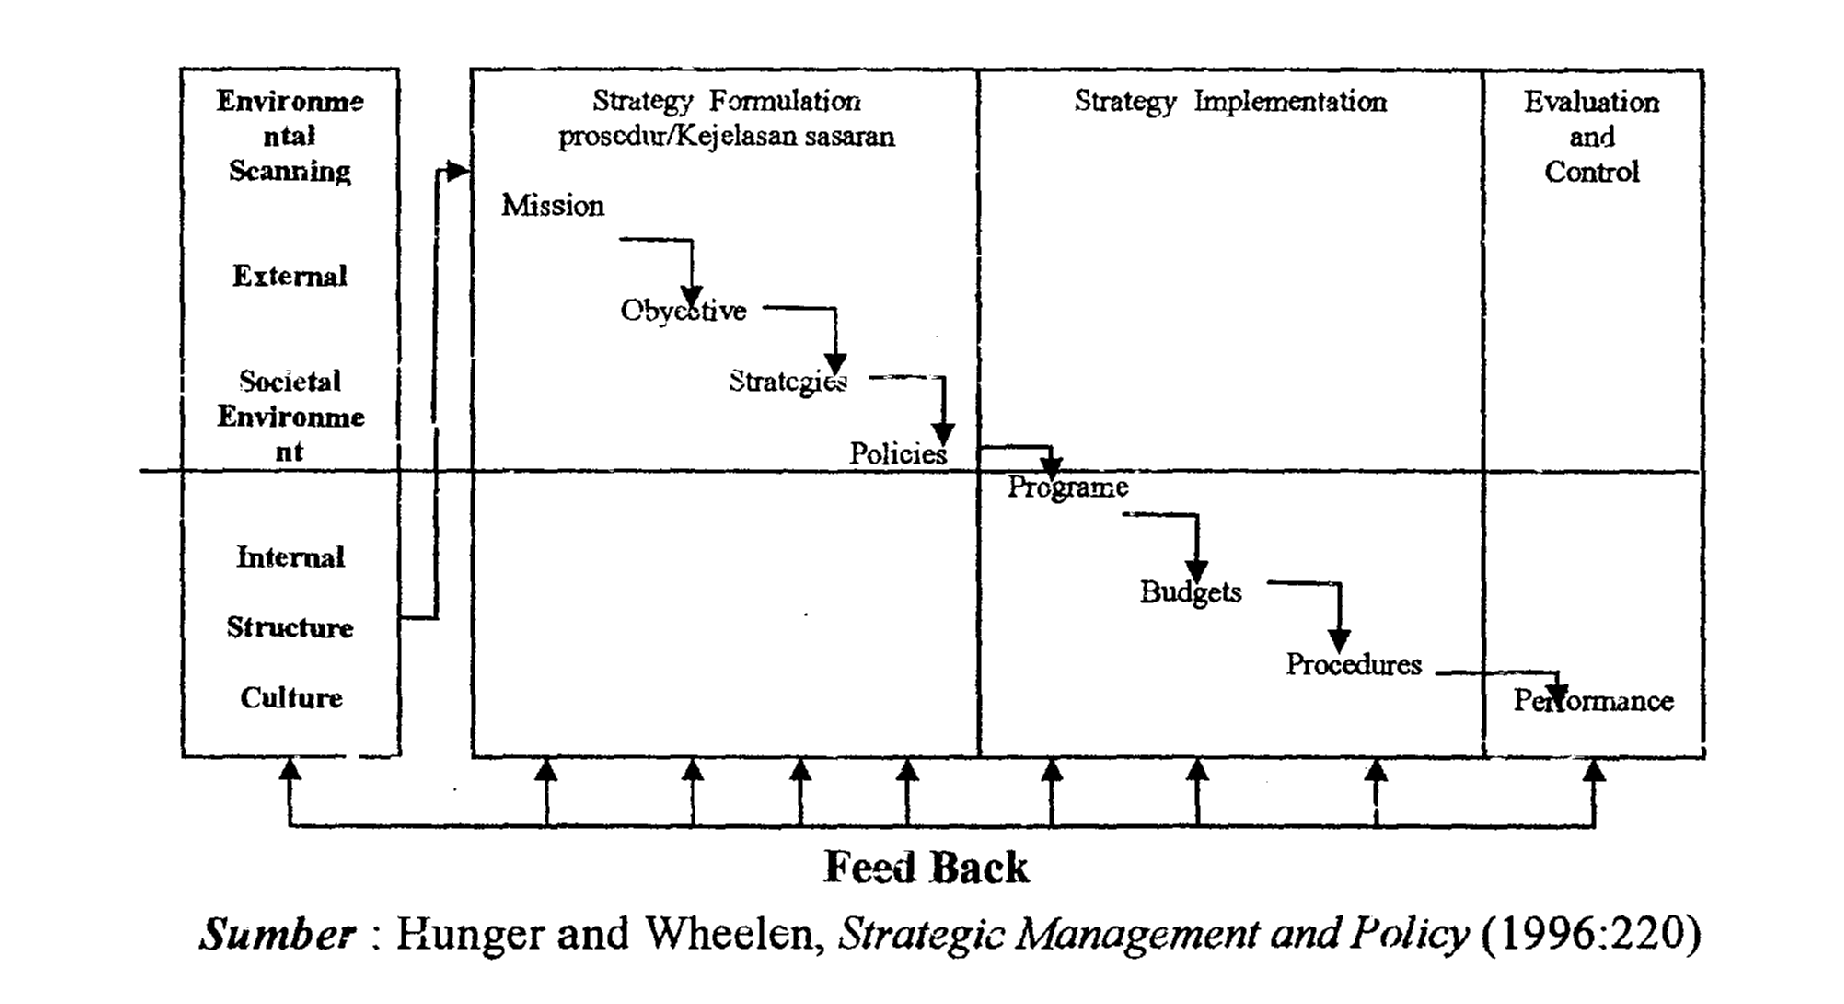 Environme
ntal
Scanning
External
Societal
Environme
nt
Internal
Structure
Culture
Strategy Formulation
prosedur/Kejelasan sasaran
Mission
Obyective
Strategies
Policies
Strategy Implementation
Programe
Budgets
Procedures
Evaluation
and
Control
Performance
Feed Back
Sumber : Hunger and Wheelen, Strategic Management and Policy (1996:220)